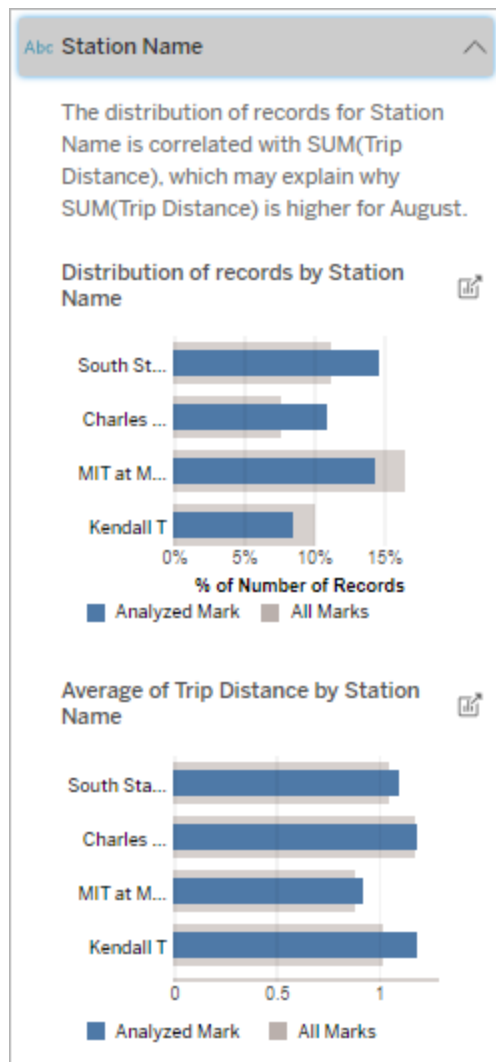 Abc Station Name
The distribution of records for Station
Name is correlated with SUM(Trip
Distance), which may explain why
SUM(Trip Distance) is higher for August.
Distribution of records by Station
Name
South St...
Charles ...
MIT at M...
Kendall T
0% 5% 10% 15%
% of Number of Records
Analyzed Mark All Marks
Average of Trip Distance by Station
Name
South Sta...
Charles ...
MIT at M...
Kendall T
0 0.5 1
Analyzed Mark All Marks